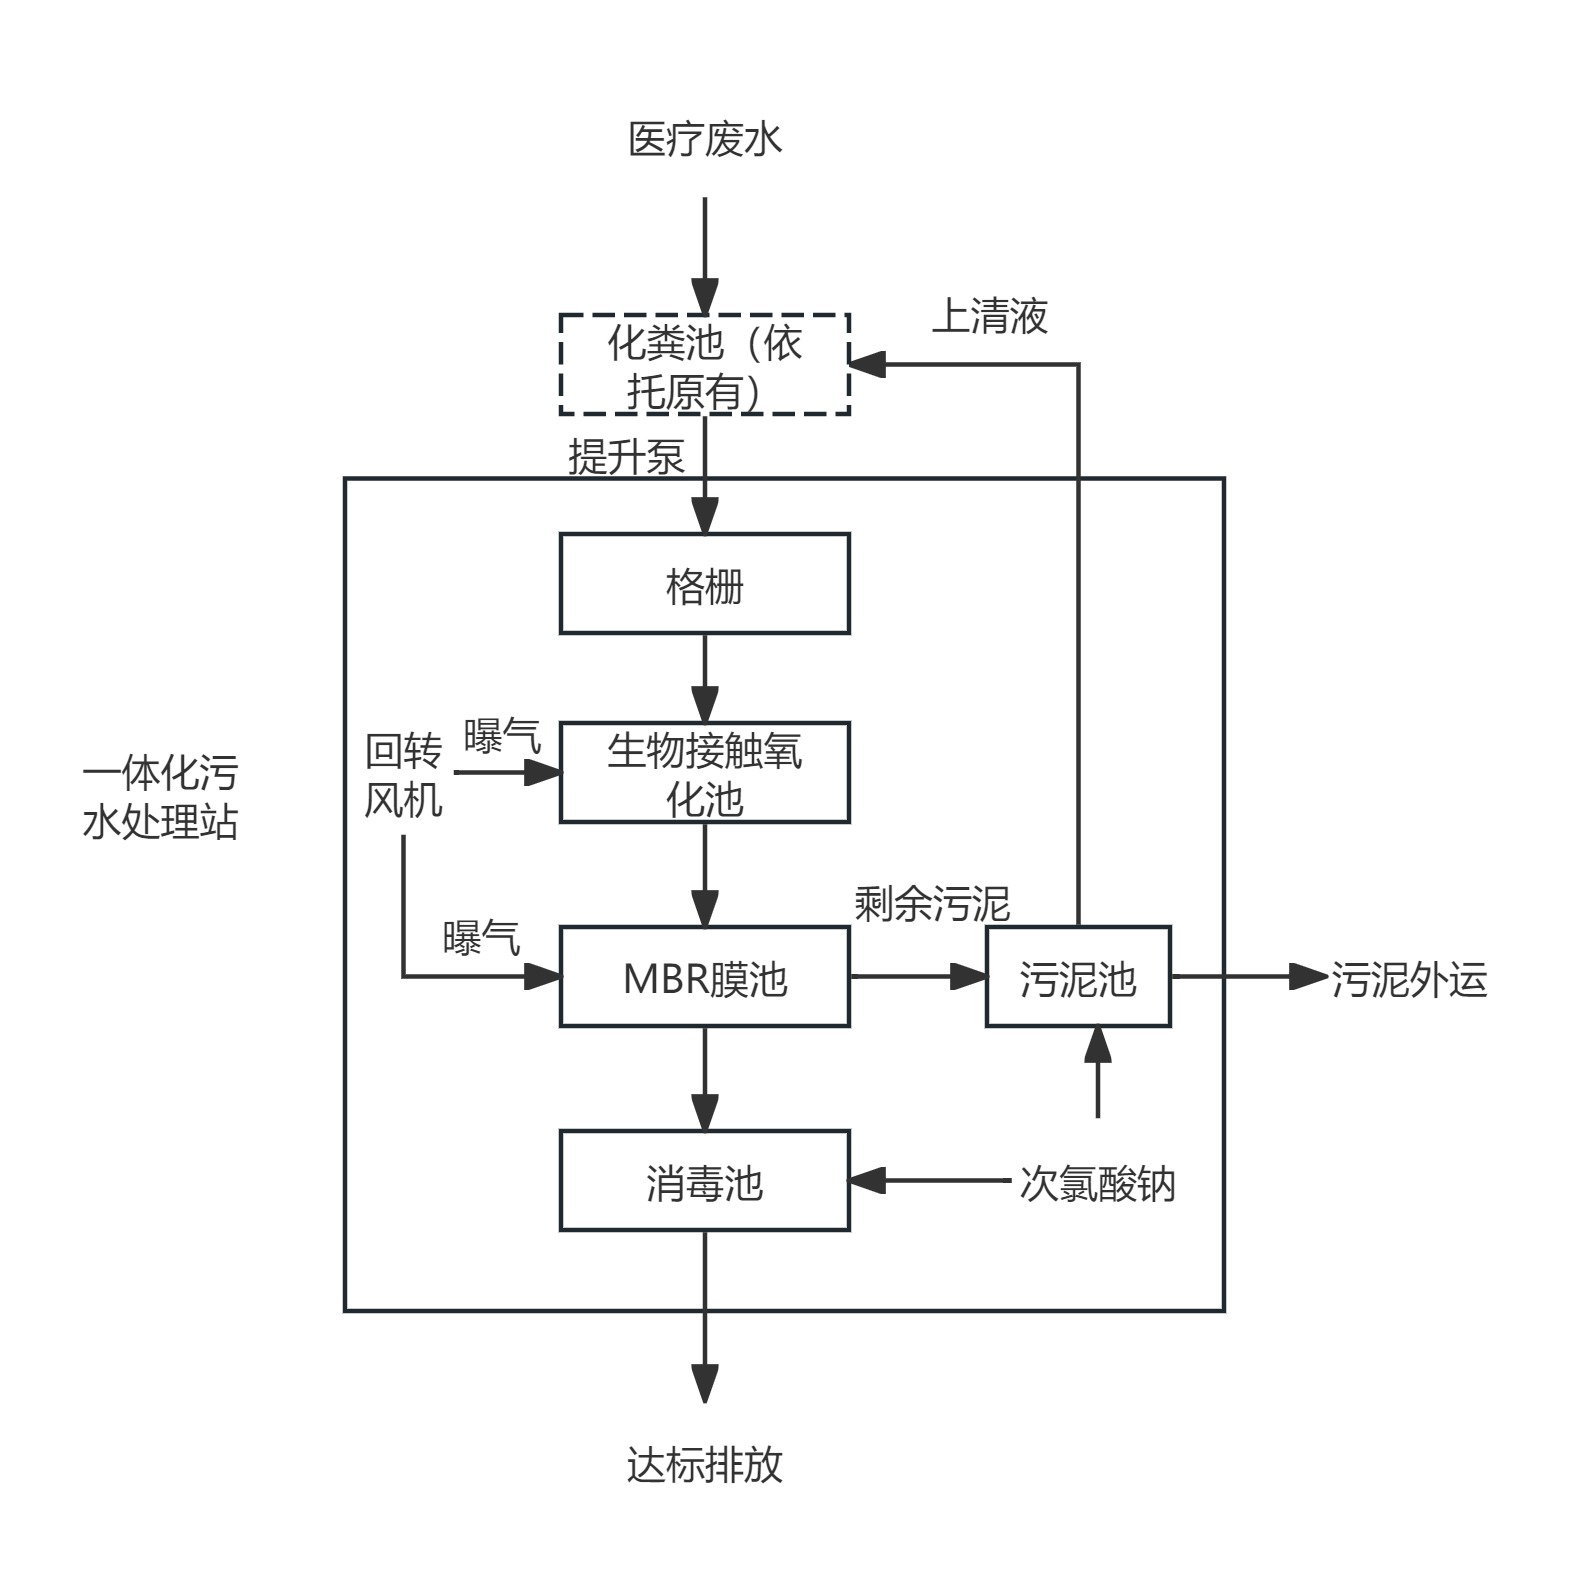 医疗废水
上清液
化粪池（依
托原有）
提升泵
格栅
曝气
回转
风机
生物接触氧
化池
一体化污
水处理站
剩余污泥
曝气
MBR膜池
污泥池
污泥外运
消毒池
次氯酸钠
达标排放